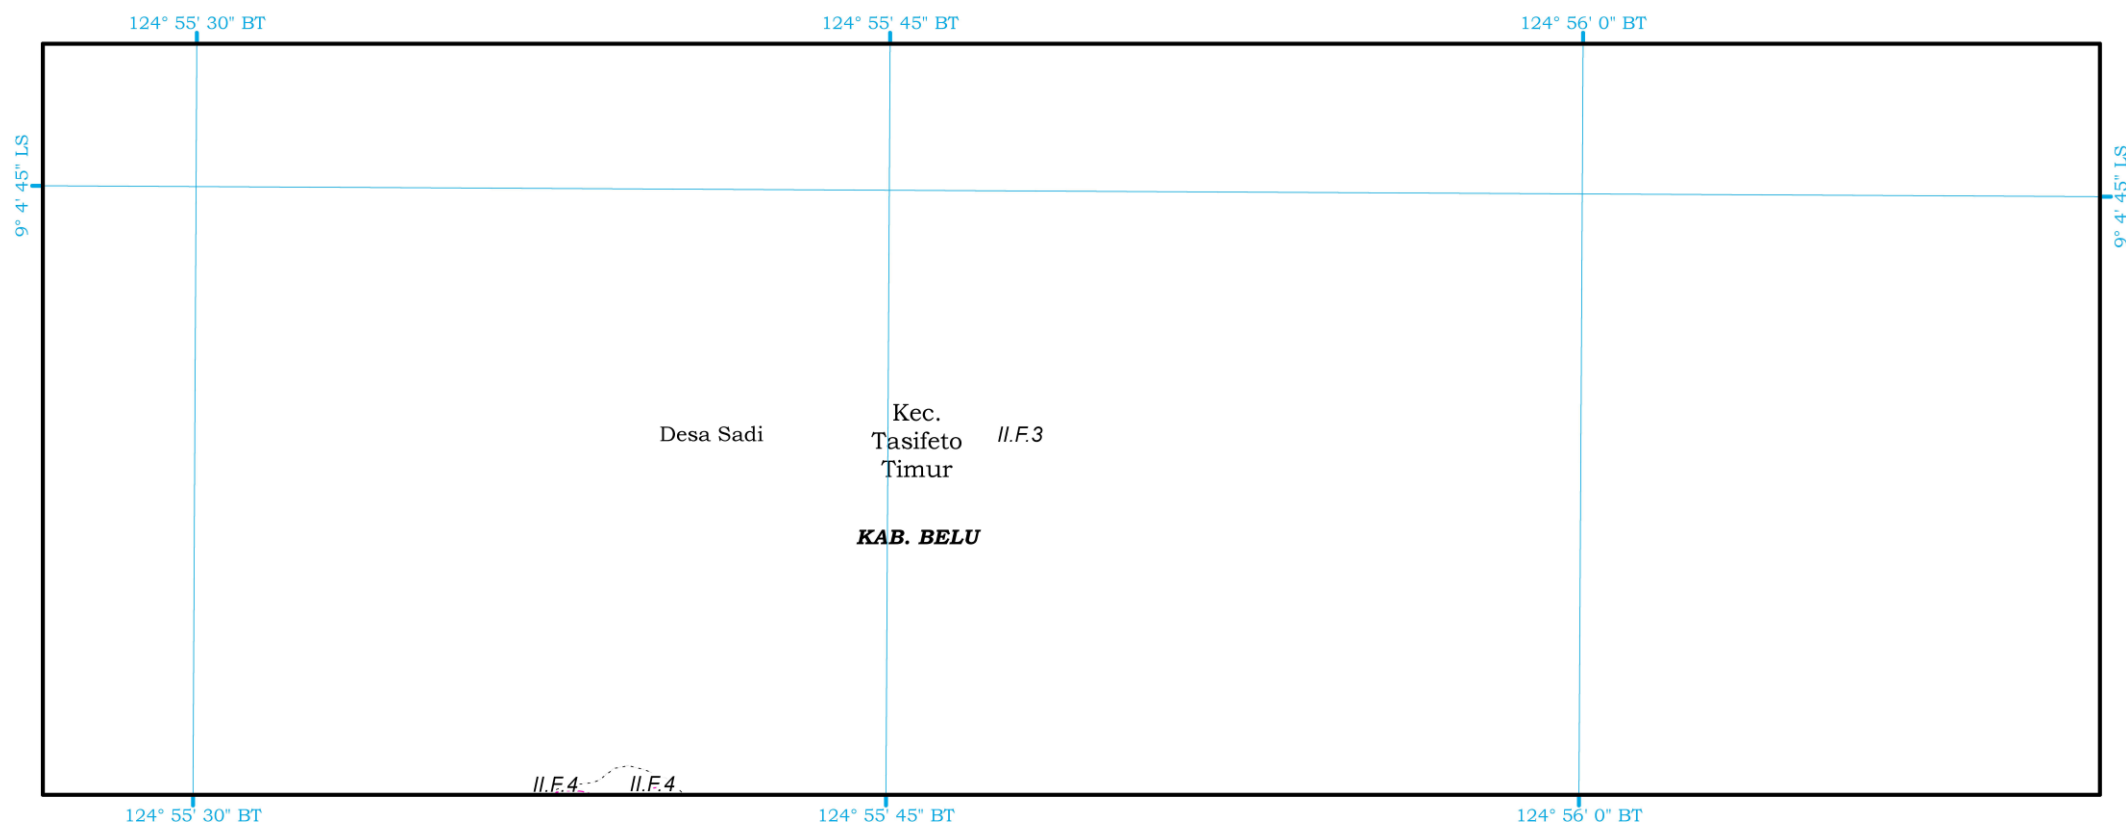 124° 55' 30" BT
124° 55' 45" BT
124° 56' 0" BT
9° 4' 45" LS
9° 4' 45" LS
Kec.
Desa Sadi
Tasifeto
II.F.3
Timur
KAB. BELU
II.F.4
II.F.4
124° 55' 30" BT
124° 55' 45" BT
124° 56' 0" BT